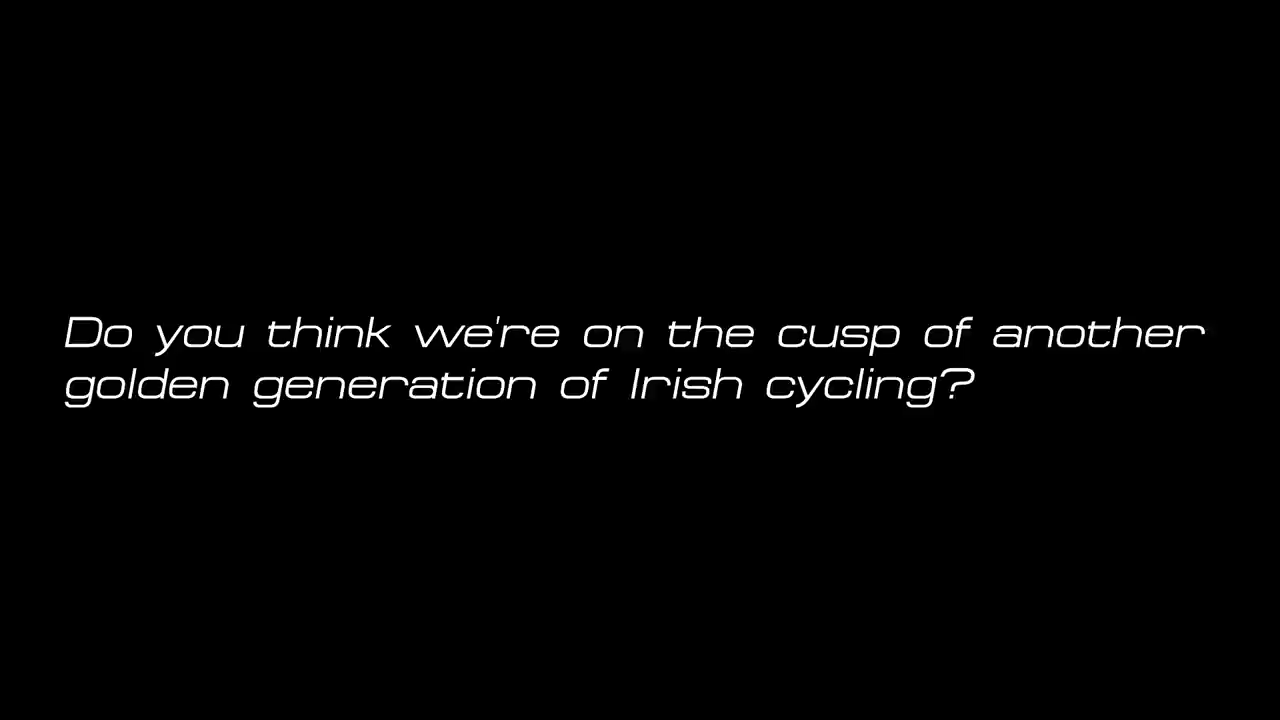 Do you think we're on the cusp of another
golden generation of Irish cycling?